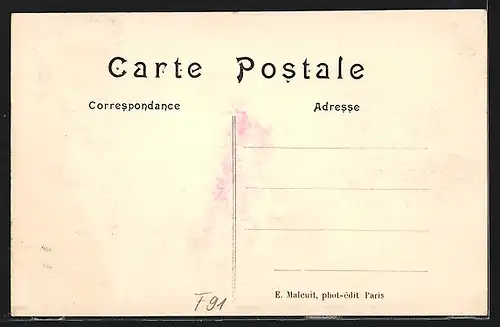 Carte Postale
Correspondance
Adresse
E. Malcuit, phot-édit Paris
F91